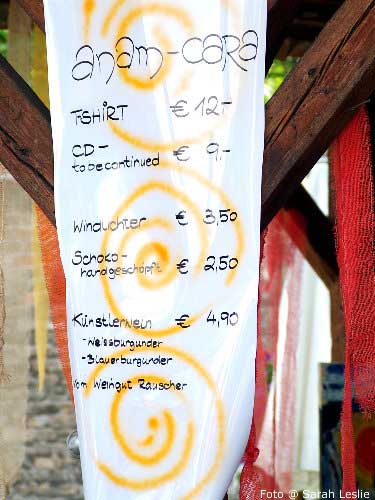 anam-cara
T-SHIRT € 12,-
CD - € 9,-
to be continued
Windlichter € 3,50
Schoko- € 2,50
handgeschöpft
Künstlerwein € 4,90
- Weissburgunder
- Blauerburgunder
vom Weingut Rauscher
Foto @ Sarah Leslie